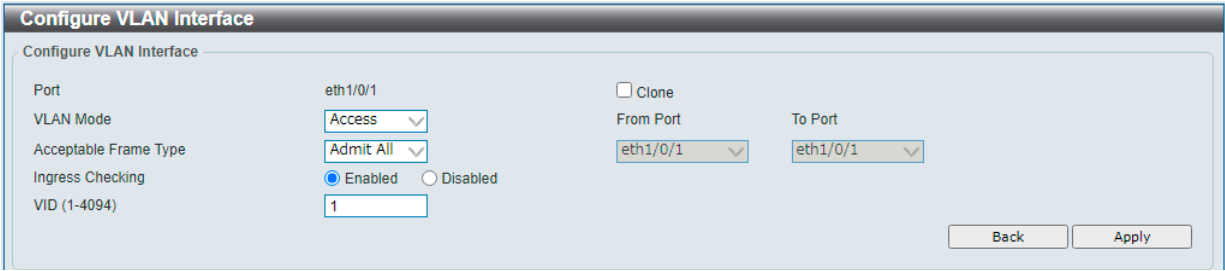 Configure VLAN Interface
Configure VLAN Interface
Port eth1/0/1 Clone
VLAN Mode Access From Port To Port
Acceptable Frame Type Admit All eth1/0/1 eth1/0/1
Ingress Checking Enabled Disabled
VID (1-4094) 1
Back Apply